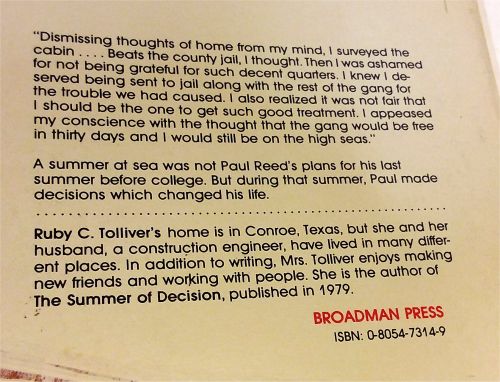 "Dismissing thoughts of home from my mind, I surveyed the
cabin . . . . Beats the county jail, I thought. Then I was ashamed
for not being grateful for such decent quarters. I knew I de-
served being sent to jail along with the rest of the gang for
the trouble we had caused. I also realized it was not fair that
I should be the one to get such good treatment. I appeased
my conscience with the thought that the gang would be free
in thirty days and I would still be on the high seas."
A summer at sea was not Paul Reed's plans for his last
summer before college. But during that summer, Paul made
decisions which changed his life.
Ruby C. Tolliver's home is in Conroe, Texas, but she and her
husband, a construction engineer, have lived in many differ-
ent places. In addition to writing, Mrs. Tolliver enjoys making
new friends and working with people. She is the author of
The Summer of Decision, published in 1979.
BROADMAN PRESS
ISBN: 0-8054-7314-9